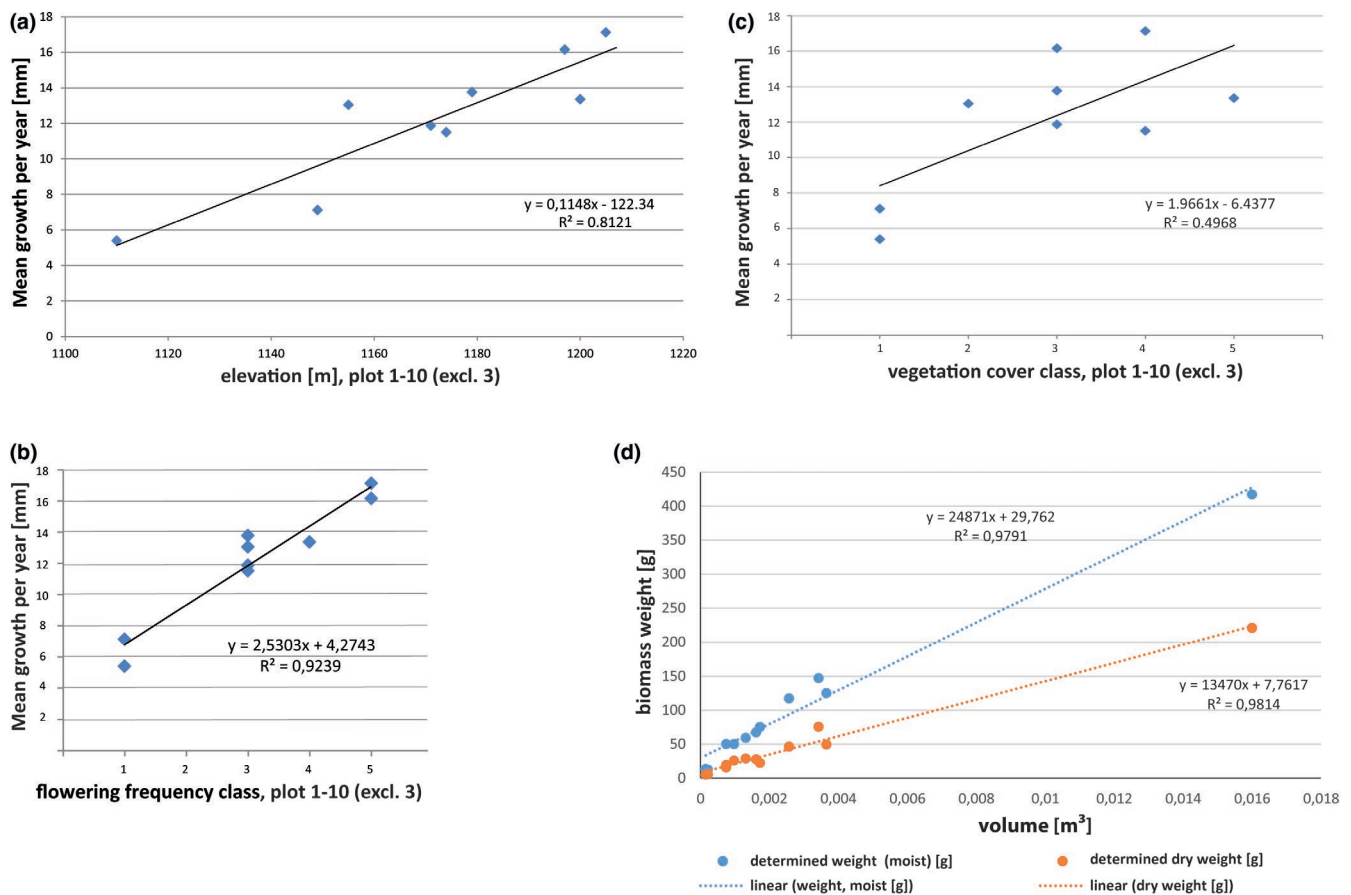 (a)
Mean growth per year [mm]
18
16
14
12
10
8
6
4
2
0
y = 0,1148x - 122.34
R² = 0.8121
1100 1120 1140 1160 1180 1200 1220
elevation [m], plot 1-10 (excl. 3)
(c)
Mean growth per year [mm]
18
16
14
12
10
8
6
4
2
y = 1.9661x - 6.4377
R² = 0.4968
1 2 3 4 5
vegetation cover class, plot 1-10 (excl. 3)
(b)
Mean growth per year [mm]
18
16
14
12
10
8
6
4
2
y = 2,5303x + 4,2743
R² = 0,9239
1 2 3 4 5
flowering frequency class, plot 1-10 (excl. 3)
(d)
biomass weight [g]
450
400
350
300
250
200
150
100
50
0
y = 24871x + 29,762
R² = 0,9791
y = 13470x + 7,7617
R² = 0,9814
0 0,002 0,004 0,006 0,008 0,01 0,012 0,014 0,016 0,018
volume [m³]
determined weight (moist) [g]
determined dry weight [g]
linear (weight, moist [g])
linear (dry weight [g])